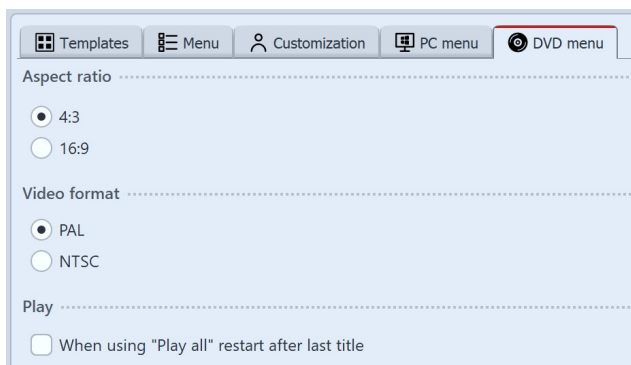 Templates Menu Customization PC menu DVD menu
Aspect ratio
4:3
16:9
Video format
PAL
NTSC
Play
When using "Play all" restart after last title